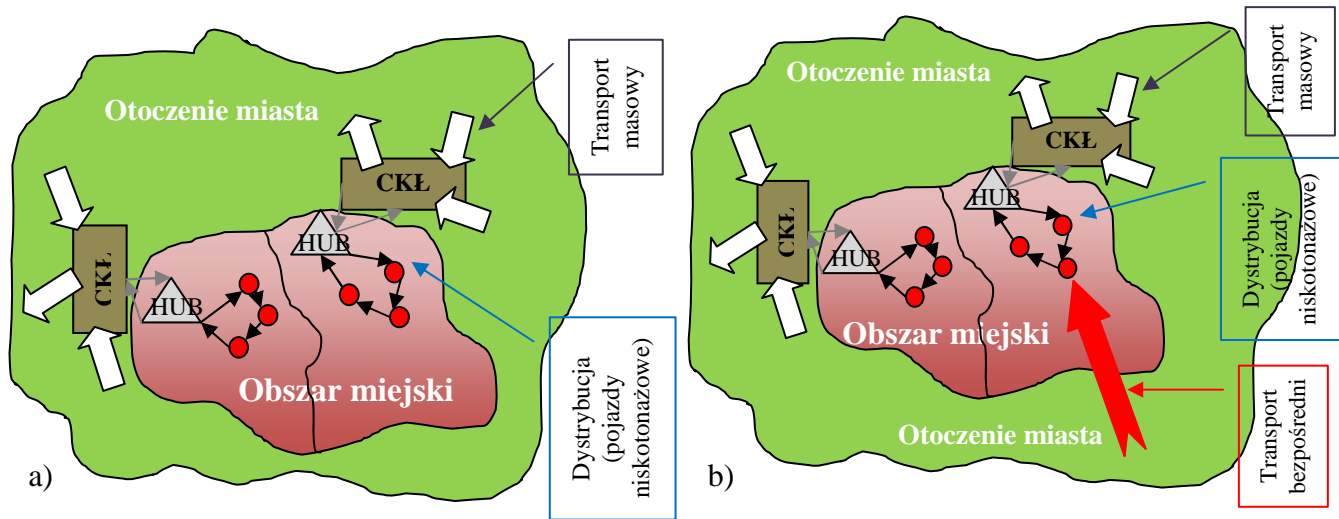 Otoczenie miasta
Transport
masowy
CKŁ
CKŁ
HUB
HUB
Obszar miejski
Dystrybucja
(pojazdy
niskotonażowe)
a)
Otoczenie miasta
Transport
masowy
CKŁ
CKŁ
HUB
HUB
Dystrybucja
(pojazdy
niskotonażowe)
Obszar miejski
Otoczenie miasta
Transport
bezpośredni
b)